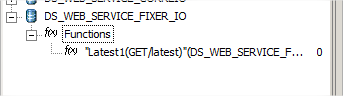 DS_WEB_SERVICE_FIXER_IO
f(x) Functions
f(x) "Latest1(GET/latest)"(DS_WEB_SERVICE_F... 0